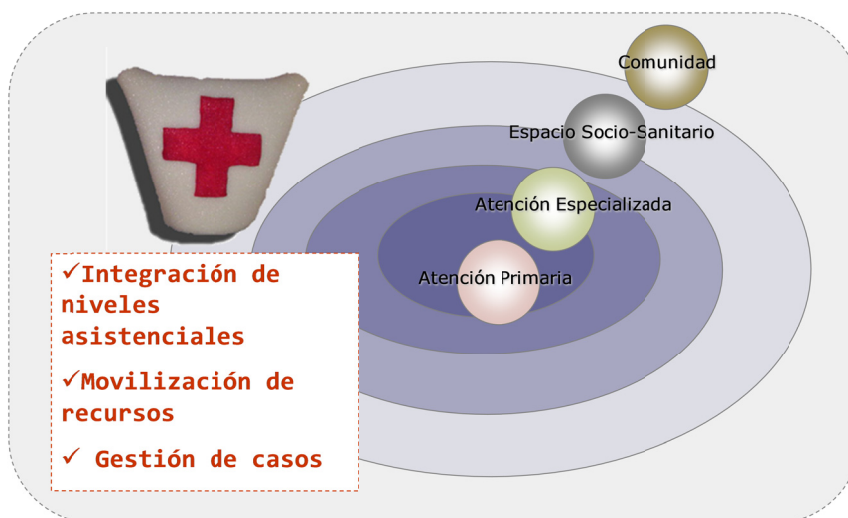 Comunidad
Espacio Socio-Sanitario
Atención Especializada
Atención Primaria
✓Integración de
niveles
asistenciales
✓Movilización de
recursos
✓ Gestión de casos